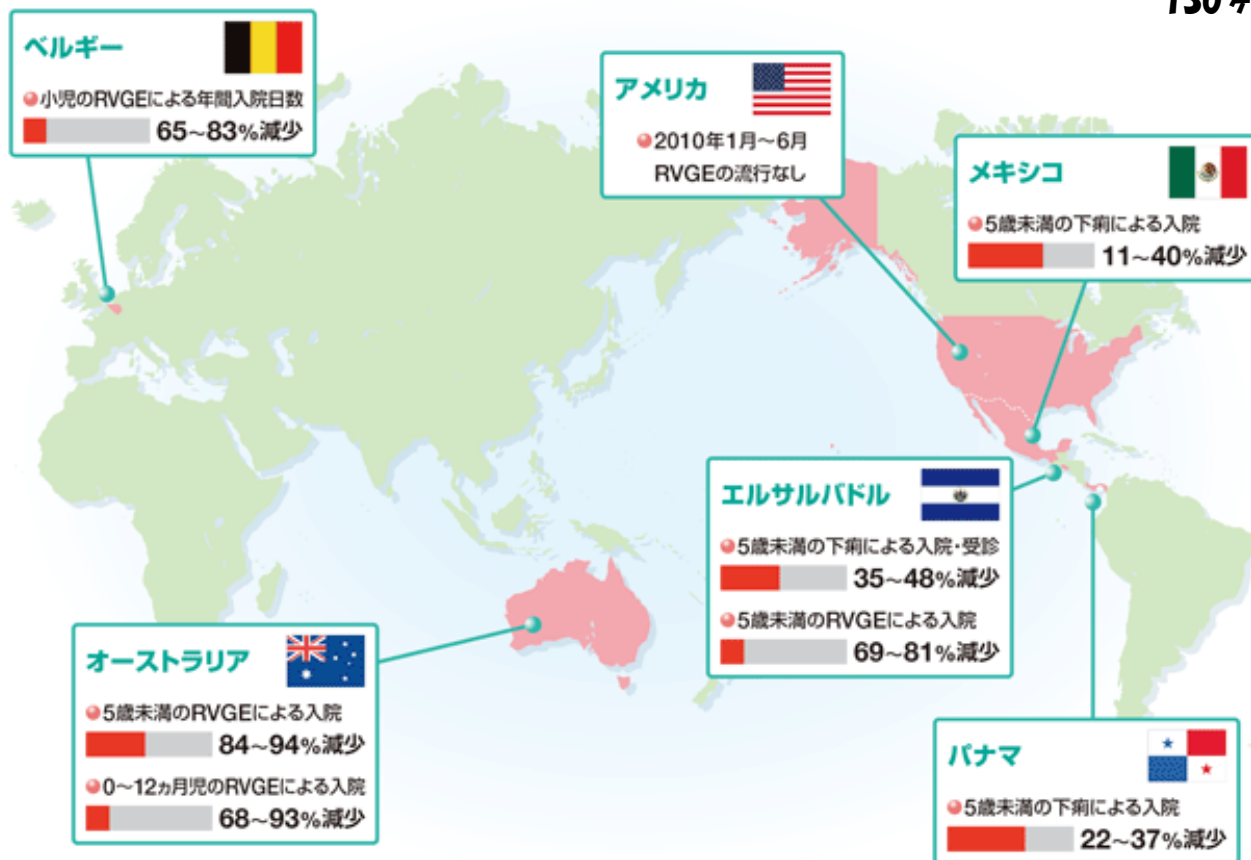 130ヶ
ベルギー
小児のRVGEによる年間入院日数
65~83%減少
アメリカ
2010年1月~6月
RVGEの流行なし
メキシコ
5歳未満の下痢による入院
11~40%減少
エルサルバドル
5歳未満の下痢による入院・受診
35~48%減少
5歳未満のRVGEによる入院
69~81%減少
オーストラリア
5歳未満のRVGEによる入院
84~94%減少
0~12ヵ月児のRVGEによる入院
68~93%減少
パナマ
5歳未満の下痢による入院
22~37%減少